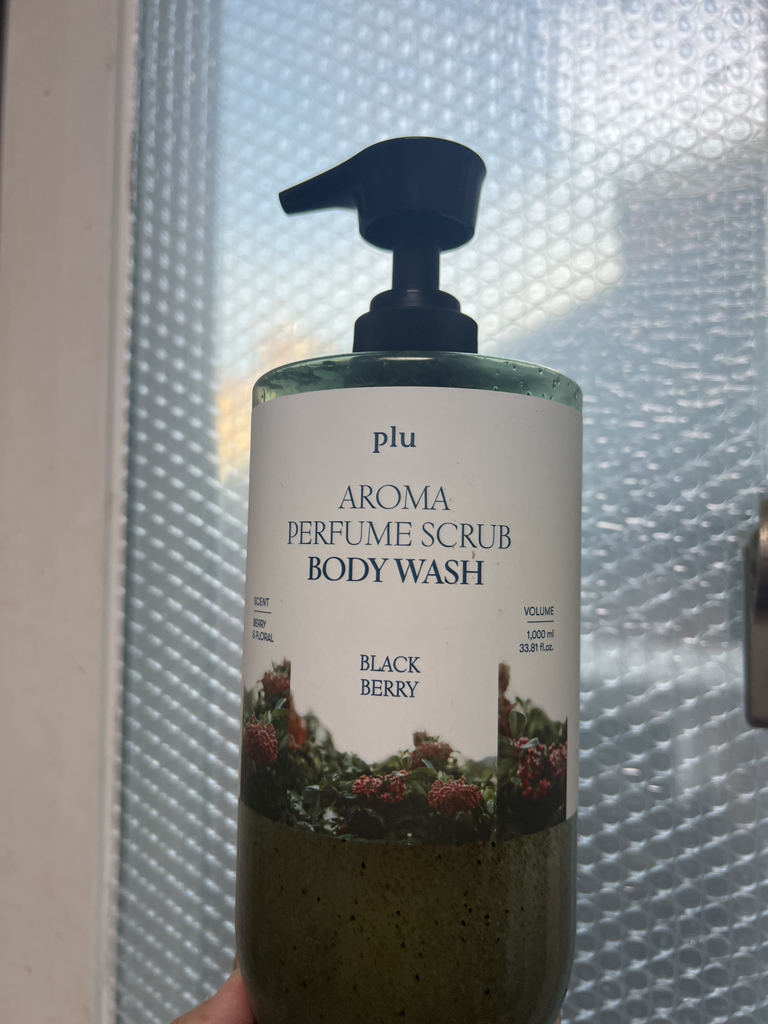 plu
AROMA
PERFUME SCRUB
BODY WASH
SCENT
BERRY
& FLORAL
VOLUME
1,000 ml
33.81 fl.oz.
BLACK
BERRY